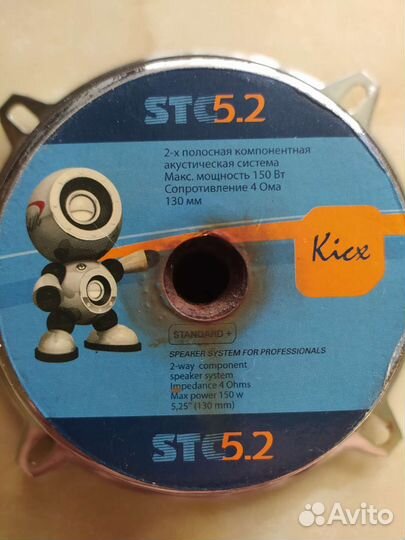 STC5.2
2-х полосная компонентная
акустическая система
Макс. мощность 150 Вт
Сопротивление 4 Ома
130 мм
Kicx
STANDARD +
SPEAKER SYSTEM FOR PROFESSIONALS
2-way component
speaker system
Impedance 4 Ohms
Max power 150 w
5,25" (130 mm)
STC5.2
Avito